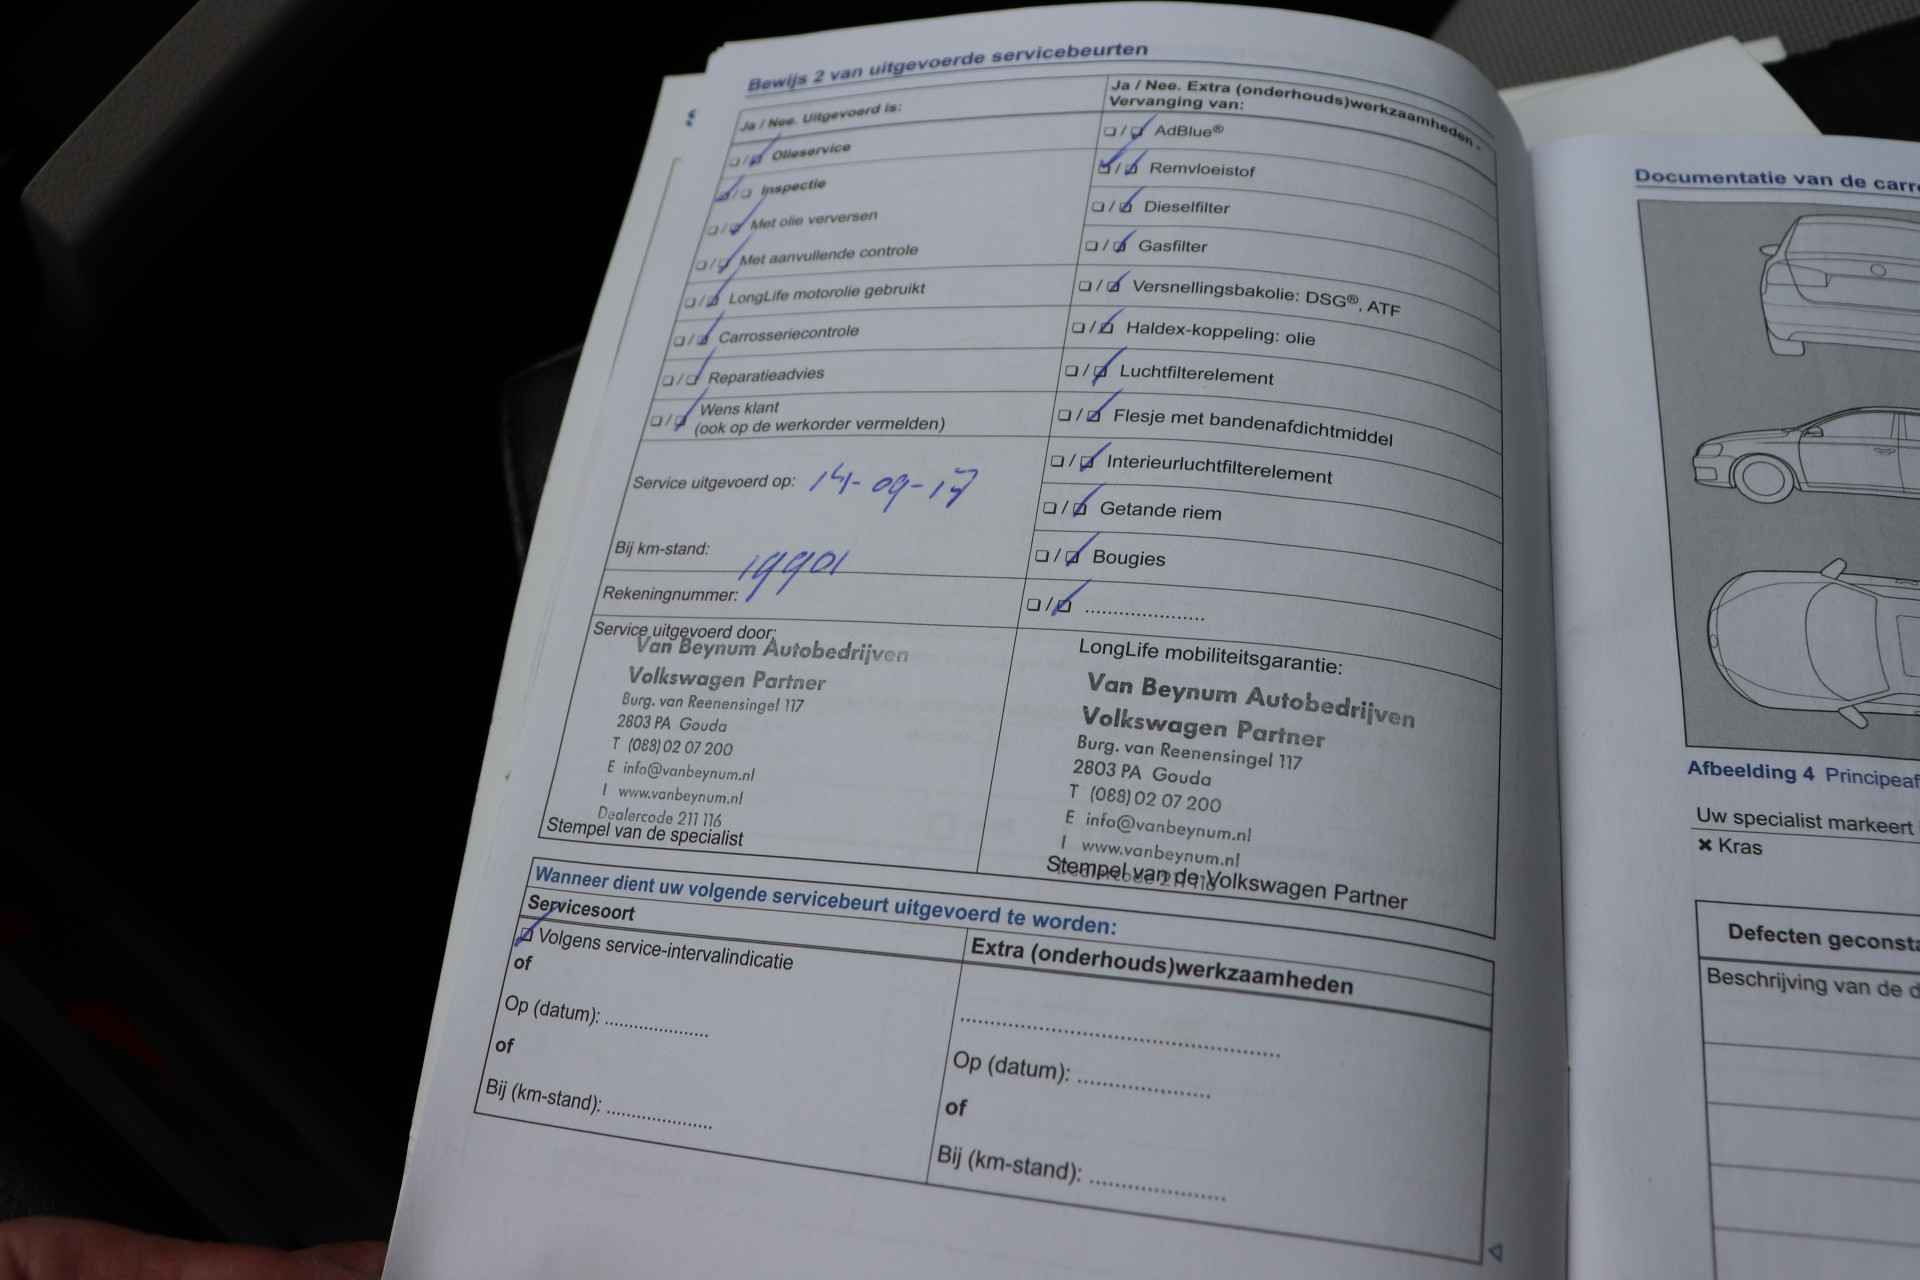 Bewijs 2 van uitgevoerde servicebeurten
Ja / Nee. Uitgevoerd is:
/ Olieservice
/ Inspectie
/ Met olie verversen
/ Met aanvullende controle
/ LongLife motorolie gebruikt
/ Carrosseriecontrole
/ Reparatieadvies
/ Wens klant
(ook op de werkorder vermelden)
Service uitgevoerd op: 14-09-17
Bij km-stand: 19901
Rekeningnummer:
Service uitgevoerd door:
Van Beynum Autobedrijven
Volkswagen Partner
Burg. van Reenensingel 117
2803 PA Gouda
T (088) 02 07 200
E info@vanbeynum.nl
I www.vanbeynum.nl
Dealercode 211 116
Stempel van de specialist
Ja / Nee. Extra (onderhouds)werkzaamheden -
Vervanging van:
/ AdBlue®
/ Remvloeistof
/ Dieselfilter
/ Gasfilter
/ Versnellingsbakolie: DSG®, ATF
/ Haldex-koppeling: olie
/ Luchtfilterelement
/ Flesje met bandenafdichtmiddel
/ Interieurluchtfilterelement
/ Getande riem
/ Bougies
/ ....................
LongLife mobiliteitsgarantie:
Van Beynum Autobedrijven
Volkswagen Partner
Burg. van Reenensingel 117
2803 PA Gouda
T (088) 02 07 200
E info@vanbeynum.nl
I www.vanbeynum.nl
Stempel van de Volkswagen Partner
Wanneer dient uw volgende servicebeurt uitgevoerd te worden:
Servicesoort
Volgens service-intervalindicatie
of
Op (datum): ..................
of
Bij (km-stand): ..................
Extra (onderhouds)werkzaamheden
........................................
Op (datum): .......................
of
Bij (km-stand): .......................
Documentatie van de
Afbeelding 4
Uw specialist markeert
✖ Kras
Defecten
Beschrijving van de